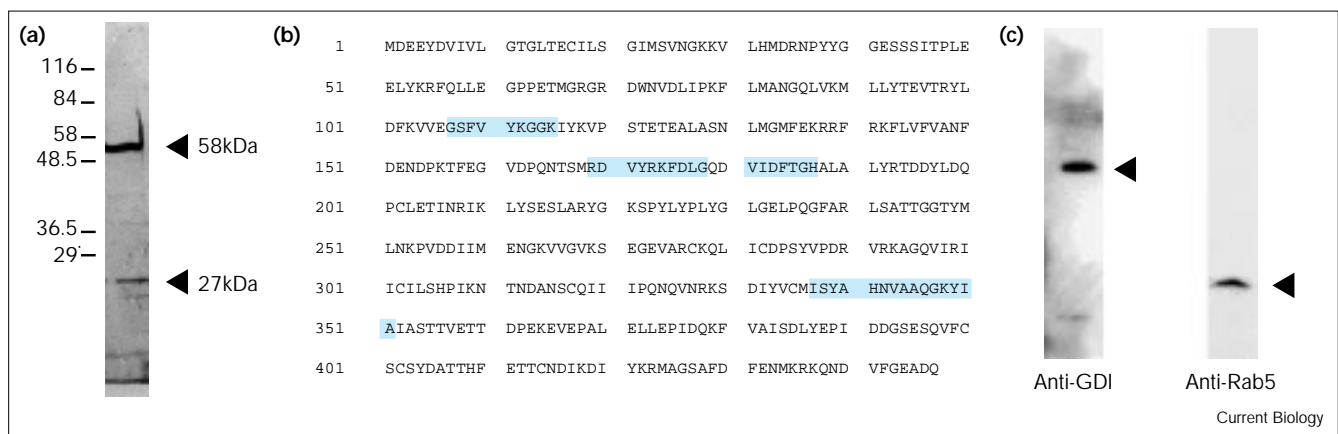 (a)
116
84
58
48.5
36.5
29
58kDa
27kDa
(b)
1 MDEEYDVIVL GTGLTECILS GIMSVNGKKV LHMDRNPYYG GESSSITPLE
51 ELYKRFQLLE GPPETMGRGR DWNVDLIPKF LMANGQLVKM LLYTEVTRYL
101 DFKVVEGSFV YKGGKIYKVP STETEALASN LMGMFEKRRF RKFLVFVANF
151 DENDPKTFEG VDPQNTSMRD VYRKFDLGQD VIDFTGHALA LYRTDDYLDQ
201 PCLETINRIK LYSESLARYG KSPYLYPLYG LGELPQGFAR LSATTGGTYM
251 LNKPVDDIIM ENGKVVGVKS EGEVARCKQL ICDPSYVPDR VRKAGQVIRI
301 ICILSHPIKN TNDANSCQII IPQNQVNRKS DIYVCMISYA HNVAAQGKYI
351 AIASTTVETT DPEKEVEPAL ELLEPIDQKF VAISDLYEPI DDGSESQVFC
401 SCSYDATTHF ETTCNDIKDI YKRMAGSAFD FENMKRKQND VFGEADQ
(c)
Anti-GDI Anti-Rab5
Current Biology